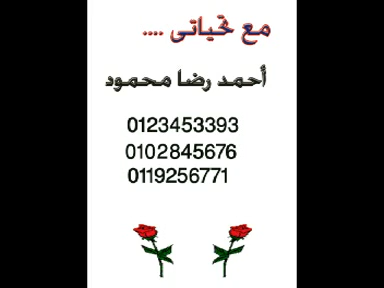 مع تحياتى ....
أحمد رضا محمود
0123453393
0102845676
0119256771